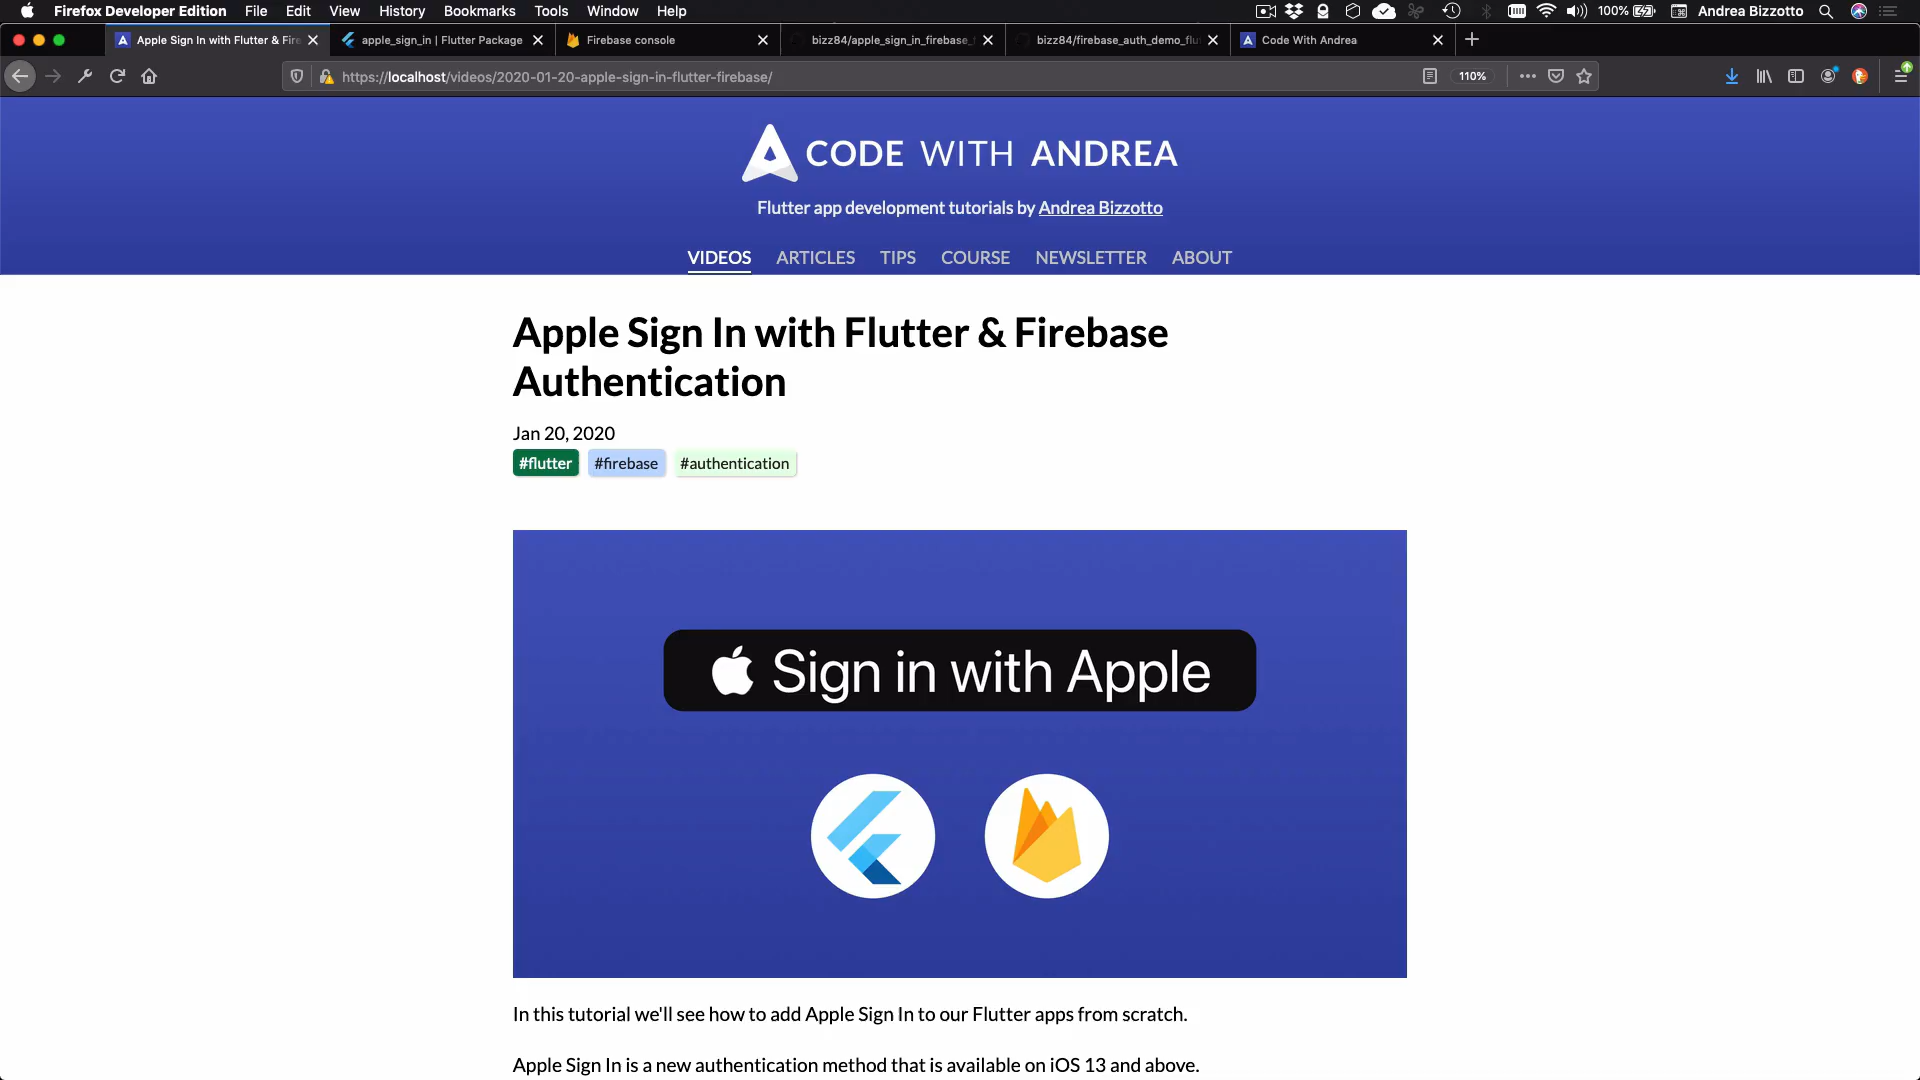 Firefox Developer Edition File Edit View History Bookmarks Tools Window Help 100% Andrea Bizzotto
Apple Sign In with Flutter & Fire
apple_sign_in | Flutter Package
Firebase console
bizz84/apple_sign_in_firebase_
bizz84/firebase_auth_demo_flu
Code With Andrea
https://localhost/videos/2020-01-20-apple-sign-in-flutter-firebase/ 110%
CODE WITH ANDREA
Flutter app development tutorials by Andrea Bizzotto
VIDEOS ARTICLES TIPS COURSE NEWSLETTER ABOUT
Apple Sign In with Flutter & Firebase
Authentication
Jan 20, 2020
#flutter #firebase #authentication
Sign in with Apple
In this tutorial we'll see how to add Apple Sign In to our Flutter apps from scratch.
Apple Sign In is a new authentication method that is available on iOS 13 and above.